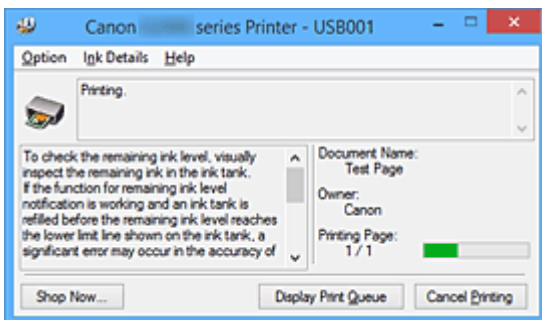 Canon series Printer - USB001
Option Ink Details Help
Printing.
To check the remaining ink level, visually
inspect the remaining ink in the ink tank.
If the function for remaining ink level
notification is working and an ink tank is
refilled before the remaining ink level reaches
the lower limit line shown on the ink tank, a
significant error may occur in the accuracy of
Document Name:
Test Page
Owner:
Canon
Printing Page:
1 / 1
Shop Now... Display Print Queue Cancel Printing